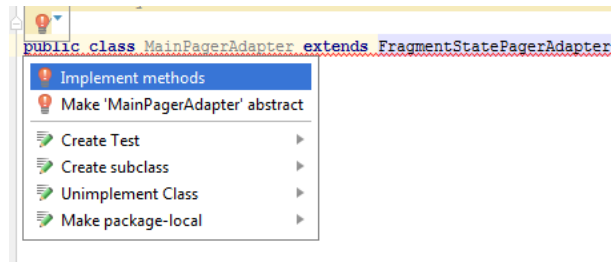 public class MainPagerAdapter extends FragmentStatePagerAdapter
Implement methods
Make 'MainPagerAdapter' abstract
Create Test
Create subclass
Unimplement Class
Make package-local